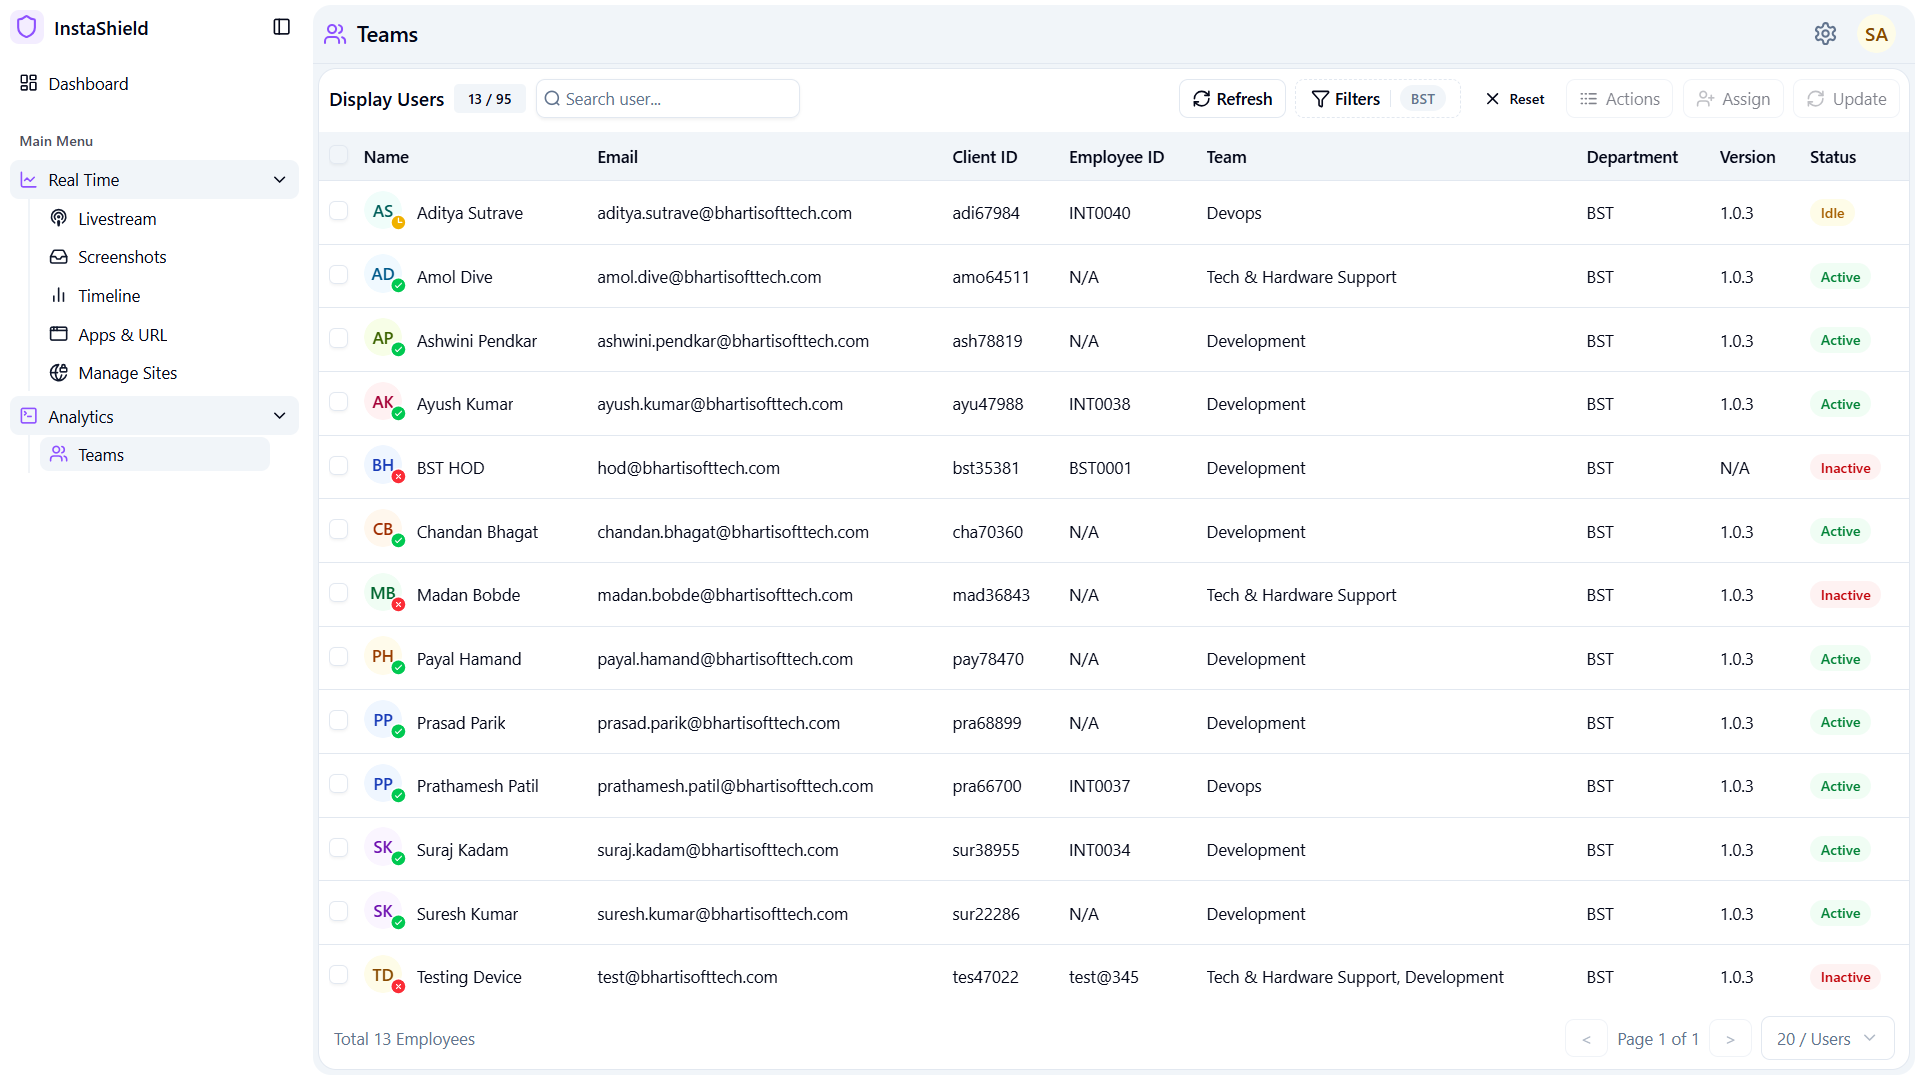 InstaShield
Dashboard
Main Menu
Real Time
Livestream
Screenshots
Timeline
Apps & URL
Manage Sites
Analytics
Teams
Teams
SA
Display Users 13 / 95 Search user... Refresh Filters BST Reset Actions Assign Update
Name Email Client ID Employee ID Team Department Version Status
AS Aditya Sutrave aditya.sutrave@bhartisofttech.com adi67984 INT0040 Devops BST 1.0.3 Idle
AD Amol Dive amol.dive@bhartisofttech.com amo64511 N/A Tech & Hardware Support BST 1.0.3 Active
AP Ashwini Pendkar ashwini.pendkar@bhartisofttech.com ash78819 N/A Development BST 1.0.3 Active
AK Ayush Kumar ayush.kumar@bhartisofttech.com ayu47988 INT0038 Development BST 1.0.3 Active
BH BST HOD hod@bhartisofttech.com bst35381 BST0001 Development BST N/A Inactive
CB Chandan Bhagat chandan.bhagat@bhartisofttech.com cha70360 N/A Development BST 1.0.3 Active
MB Madan Bobde madan.bobde@bhartisofttech.com mad36843 N/A Tech & Hardware Support BST 1.0.3 Inactive
PH Payal Hamand payal.hamand@bhartisofttech.com pay78470 N/A Development BST 1.0.3 Active
PP Prasad Parik prasad.parik@bhartisofttech.com pra68899 N/A Development BST 1.0.3 Active
PP Prathamesh Patil prathamesh.patil@bhartisofttech.com pra66700 INT0037 Devops BST 1.0.3 Active
SK Suraj Kadam suraj.kadam@bhartisofttech.com sur38955 INT0034 Development BST 1.0.3 Active
SK Suresh Kumar suresh.kumar@bhartisofttech.com sur22286 N/A Development BST 1.0.3 Active
TD Testing Device test@bhartisofttech.com tes47022 test@345 Tech & Hardware Support, Development BST 1.0.3 Inactive
Total 13 Employees < Page 1 of 1 > 20 / Users